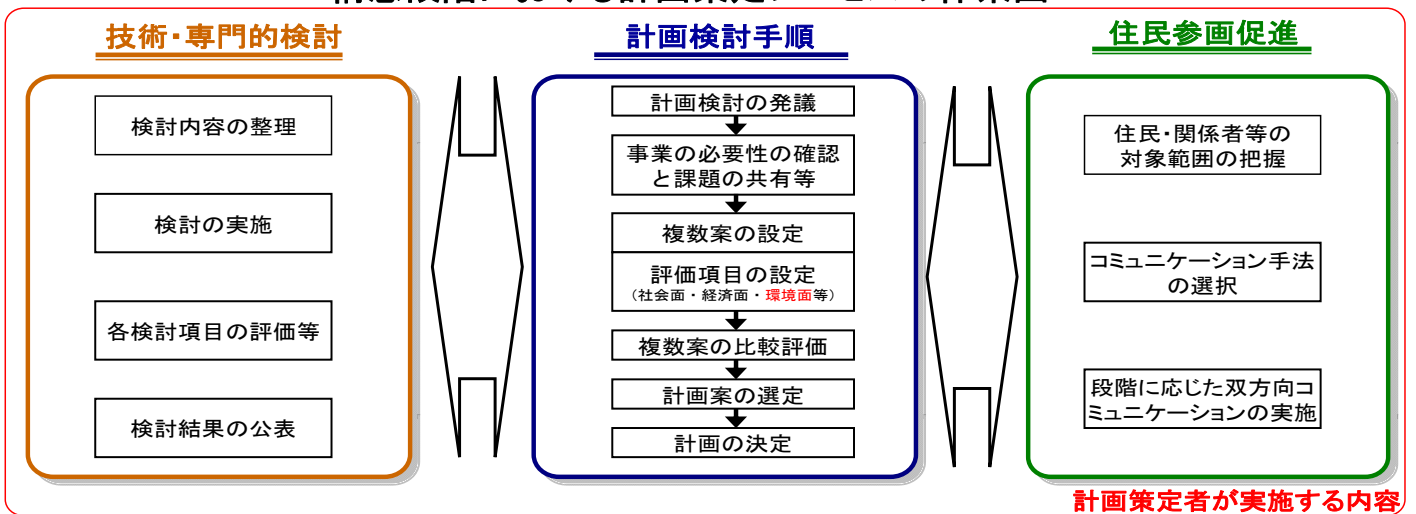 技術・専門的検討
検討内容の整理
検討の実施
各検討項目の評価等
検討結果の公表
計画検討手順
計画検討の発議
事業の必要性の確認
と課題の共有等
複数案の設定
評価項目の設定
(社会面・経済面・環境面等)
複数案の比較評価
計画案の選定
計画の決定
住民参画促進
住民・関係者等の
対象範囲の把握
コミュニケーション手法
の選択
段階に応じた双方向コ
ミュニケーションの実施
計画策定者が実施する内容